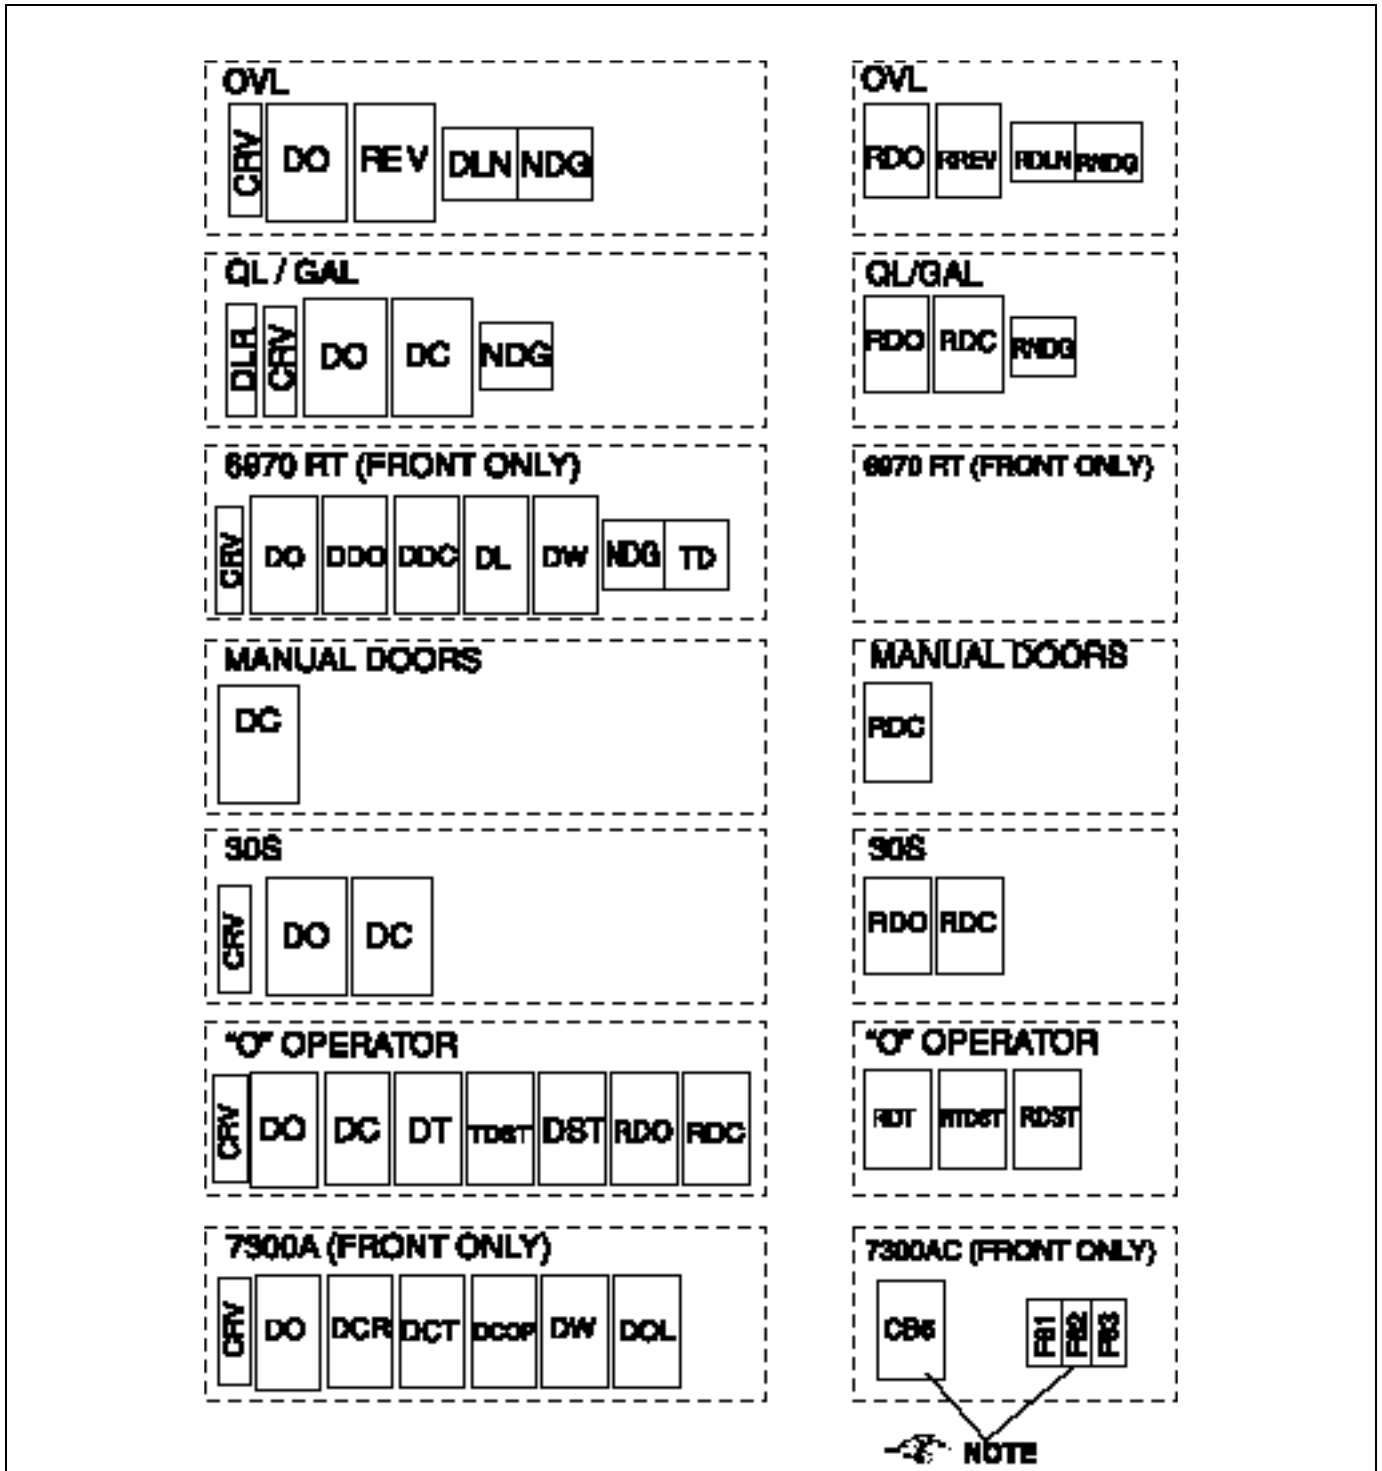 OVL
CRV DO REV DLN NDG
OVL
RDO RREV RDLN RNDG
QL / GAL
DLR CRV DO DC NDG
QL/GAL
RDO RDC RNDG
6970 RT (FRONT ONLY)
CRV DO DDO DDC DL DW NDG TD
6970 RT (FRONT ONLY)
MANUAL DOORS
DC
MANUAL DOORS
RDC
30S
CRV DO DC
30S
RDO RDC
"O" OPERATOR
CRV DO DC DT TDST DST RDO RDC
"O" OPERATOR
RDT RTDST RDST
7300A (FRONT ONLY)
CRV DO DCR DCT DCOP DW DOL
7300AC (FRONT ONLY)
NOTE